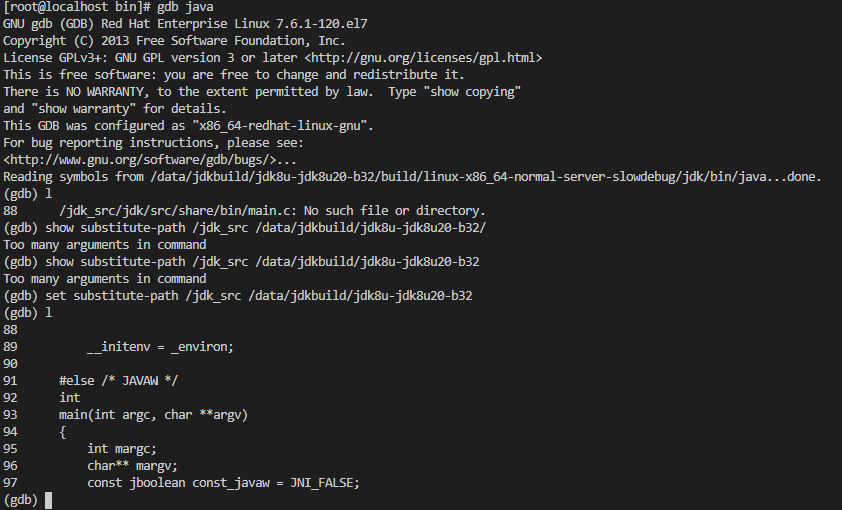 [root@localhost bin]# gdb java
GNU gdb (GDB) Red Hat Enterprise Linux 7.6.1-120.el7
Copyright (C) 2013 Free Software Foundation, Inc.
License GPLv3+: GNU GPL version 3 or later <http://gnu.org/licenses/gpl.html>
This is free software: you are free to change and redistribute it.
There is NO WARRANTY, to the extent permitted by law.  Type "show copying"
and "show warranty" for details.
This GDB was configured as "x86_64-redhat-linux-gnu".
For bug reporting instructions, please see:
<http://www.gnu.org/software/gdb/bugs/>...
Reading symbols from /data/jdkbuild/jdk8u-jdk8u20-b32/build/linux-x86_64-normal-server-slowdebug/jdk/bin/java...done.
(gdb) l
88      /jdk_src/jdk/src/share/bin/main.c: No such file or directory.
(gdb) show substitute-path /jdk_src /data/jdkbuild/jdk8u-jdk8u20-b32/
Too many arguments in command
(gdb) show substitute-path /jdk_src /data/jdkbuild/jdk8u-jdk8u20-b32
Too many arguments in command
(gdb) set substitute-path /jdk_src /data/jdkbuild/jdk8u-jdk8u20-b32
(gdb) l
88
89          __initenv = _environ;
90
91      #else /* JAVAW */
92      int
93      main(int argc, char **argv)
94      {
95          int margc;
96          char** margv;
97          const jboolean const_javaw = JNI_FALSE;
(gdb)